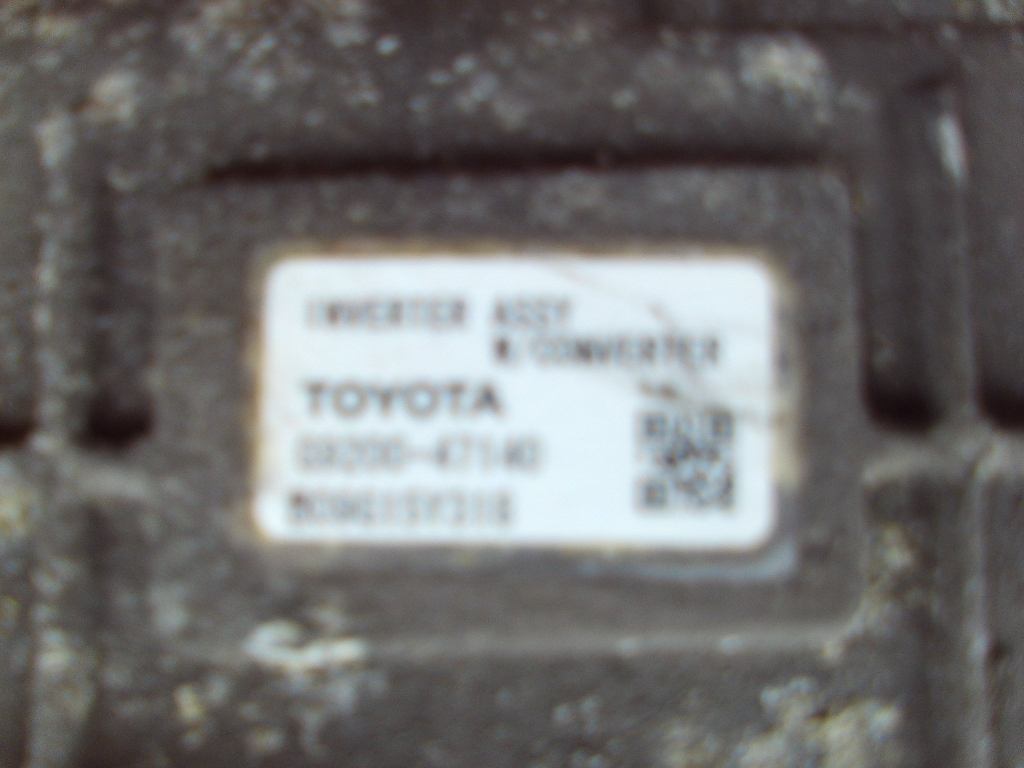 INVERTER ASSY
W/CONVERTER
TOYOTA
G9200-47140